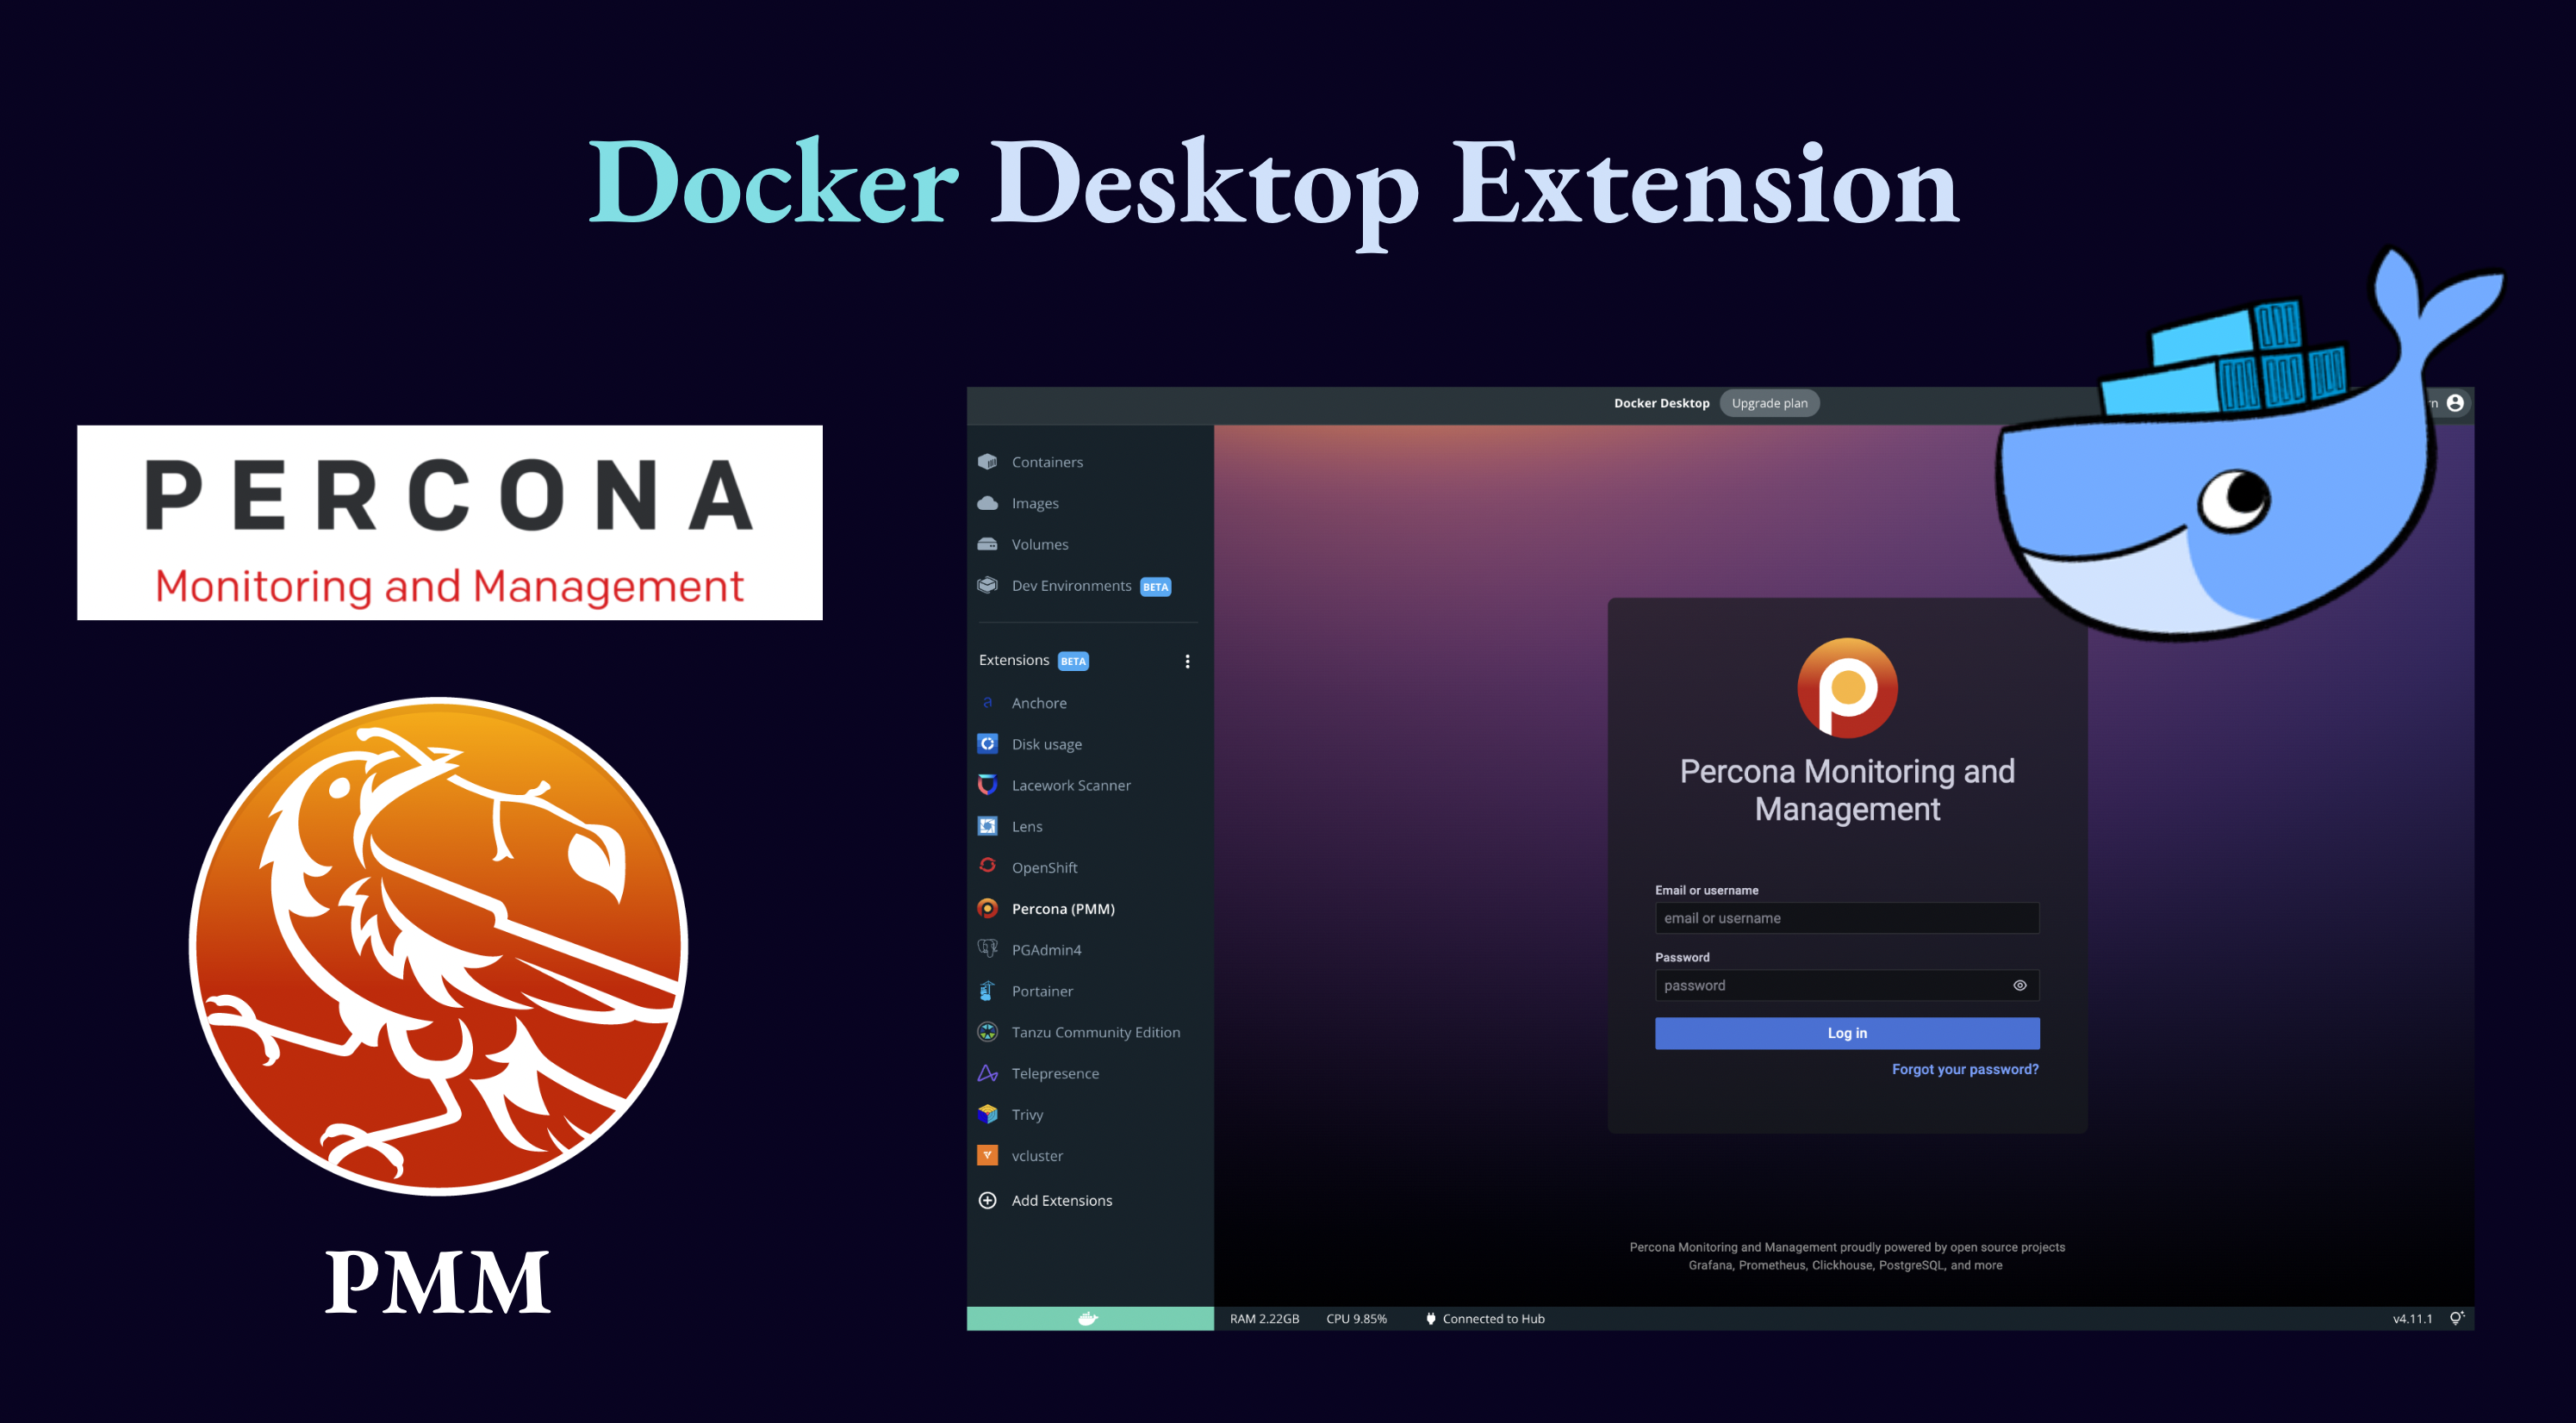 Docker Desktop Extension
PERCONA
Monitoring and Management
PMM
Docker Desktop Upgrade plan
Containers
Images
Volumes
Dev Environments BETA
Extensions BETA
Anchore
Disk usage
Lacework Scanner
Lens
OpenShift
Percona (PMM)
PGAdmin4
Portainer
Tanzu Community Edition
Telepresence
Trivy
vcluster
Add Extensions
Percona Monitoring and
Management
Email or username
email or username
Password
password
Log in
Forgot your password?
Percona Monitoring and Management proudly powered by open source projects
Grafana, Prometheus, Clickhouse, PostgreSQL, and more
RAM 2.22GB CPU 9.85% Connected to Hub v4.11.1